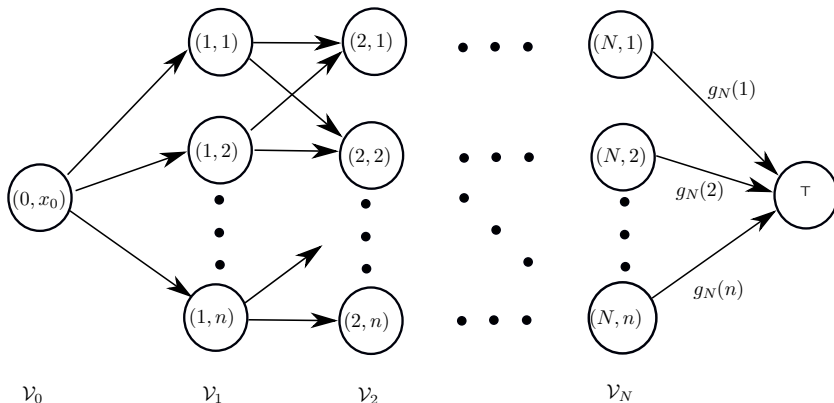 (1, 1)
(2, 1)
(N, 1)
g_N(1)
(1, 2)
(2, 2)
(N, 2)
g_N(2)
(0, x_0)
⊤
(1, n)
(2, n)
(N, n)
g_N(n)
𝒱_0
𝒱_1
𝒱_2
𝒱_N